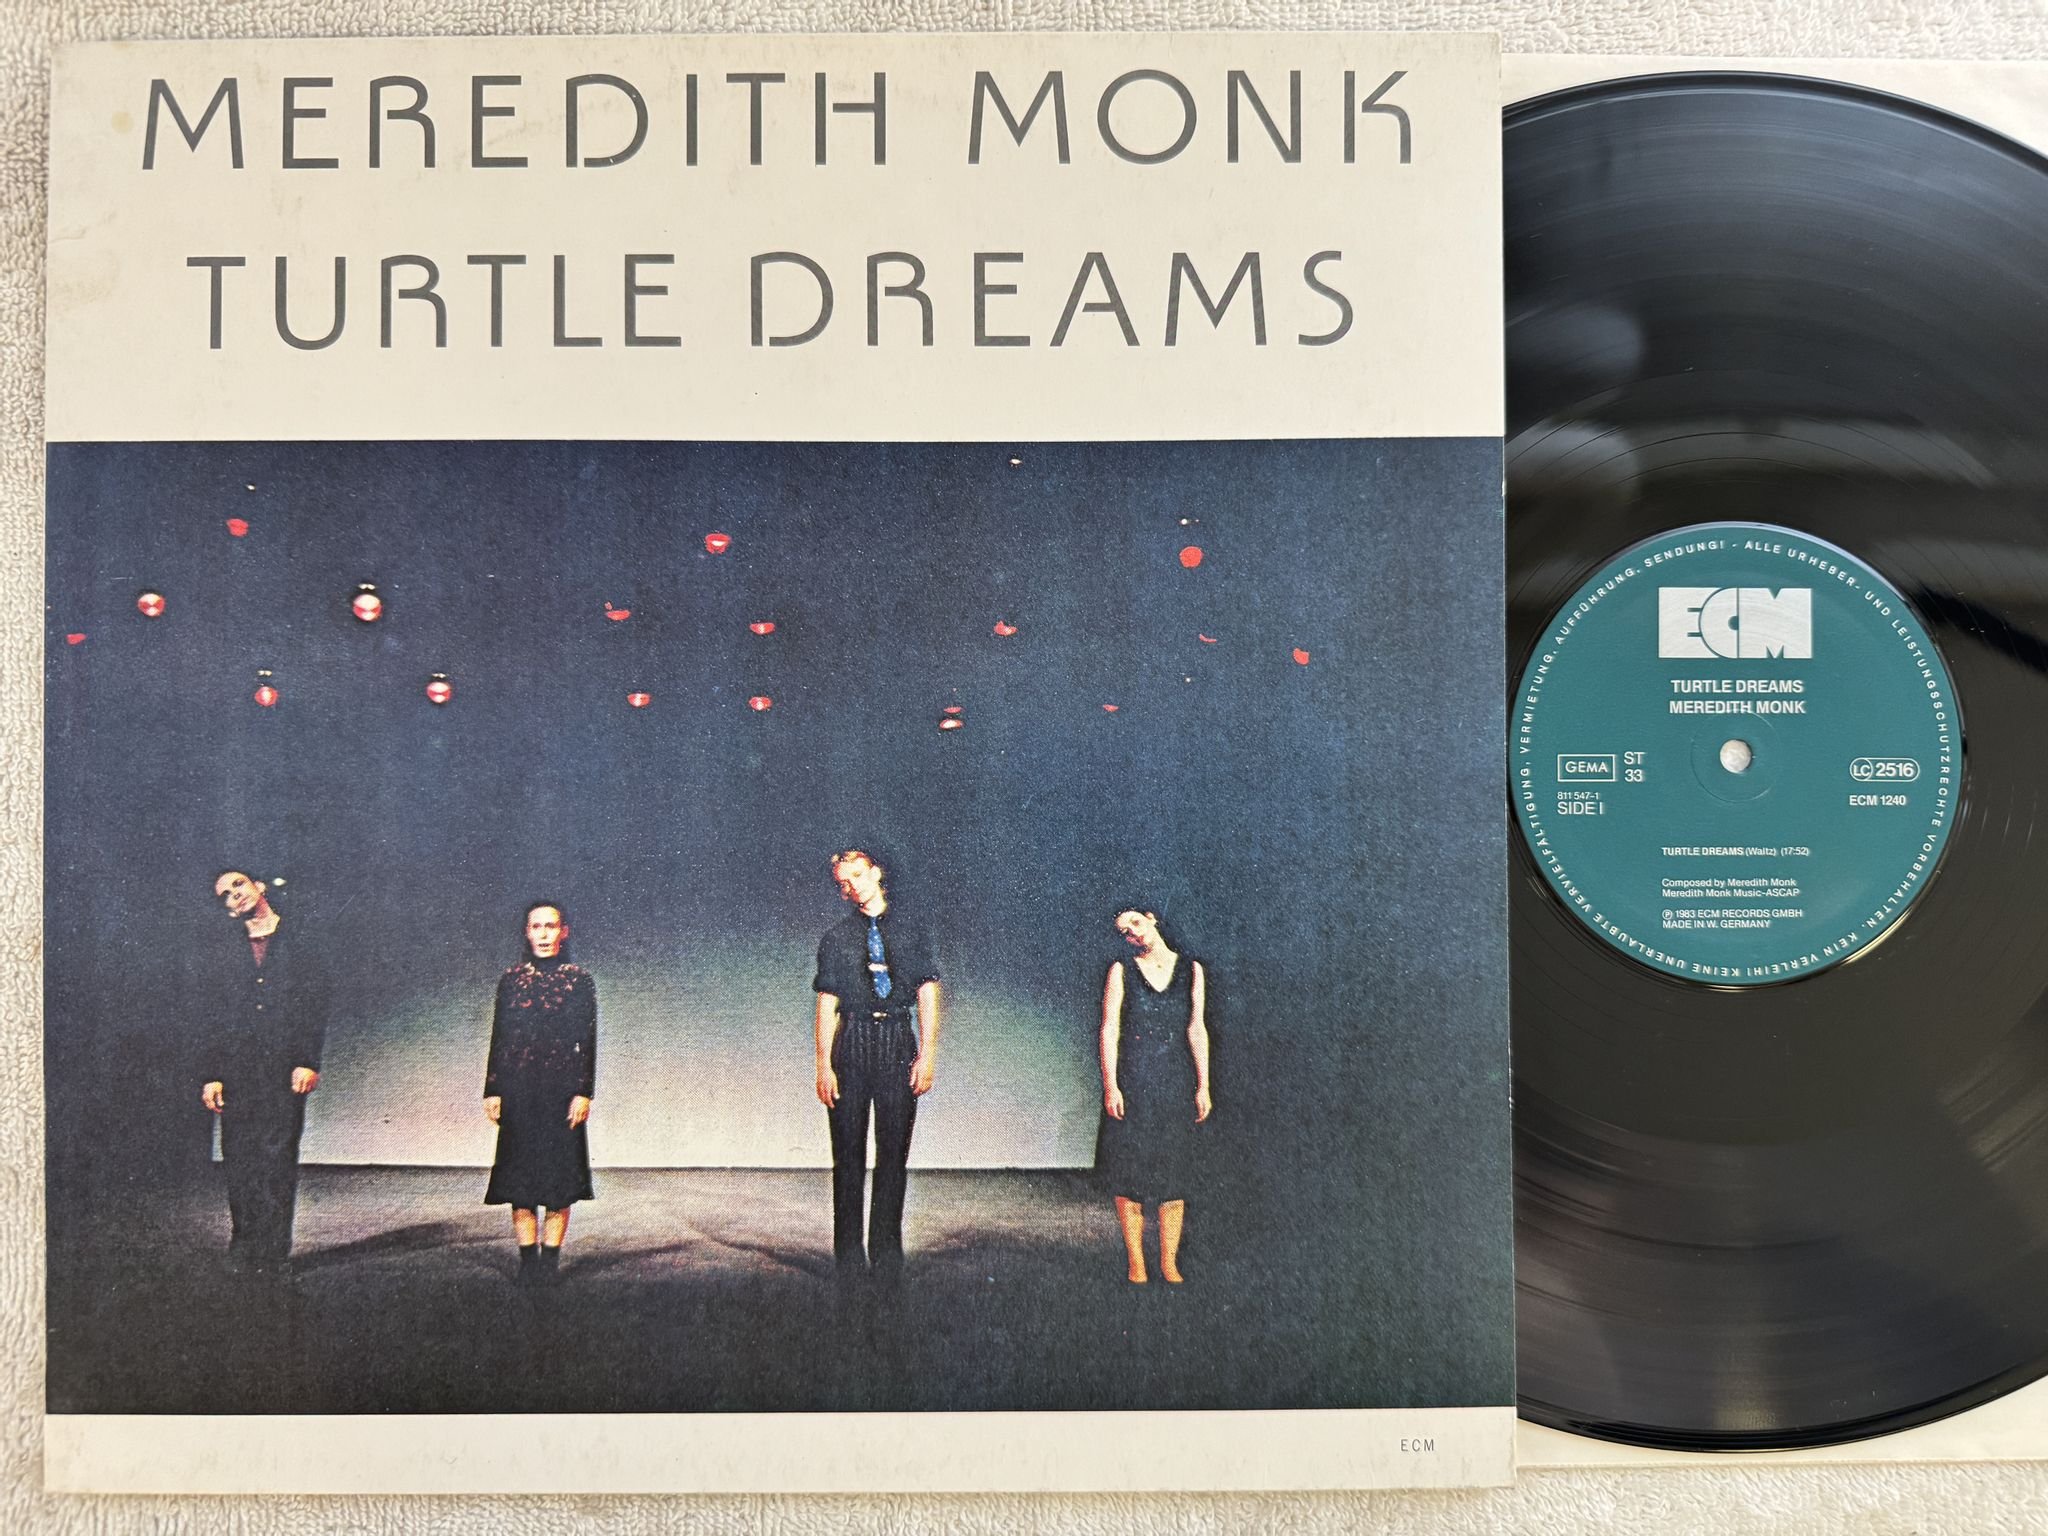 MEREDITH MONK
TURTLE DREAMS
ECM
ALLE URHEBER- UND LEISTUNGSSCHUTZRECHTE VORBEHALTEN · KEIN VERLEIH! KEINE UNERLAUBTE VERVIELFÄLTIGUNG, VERMIETUNG, AUFFÜHRUNG, SENDUNG! -
ECM
TURTLE DREAMS
MEREDITH MONK
GEMA
ST
33
811 547-1
SIDE I
LC 2516
ECM 1240
TURTLE DREAMS (Waltz) (17:52)
Composed by Meredith Monk
Meredith Monk Music-ASCAP
℗ 1983 ECM RECORDS GMBH
MADE IN W. GERMANY